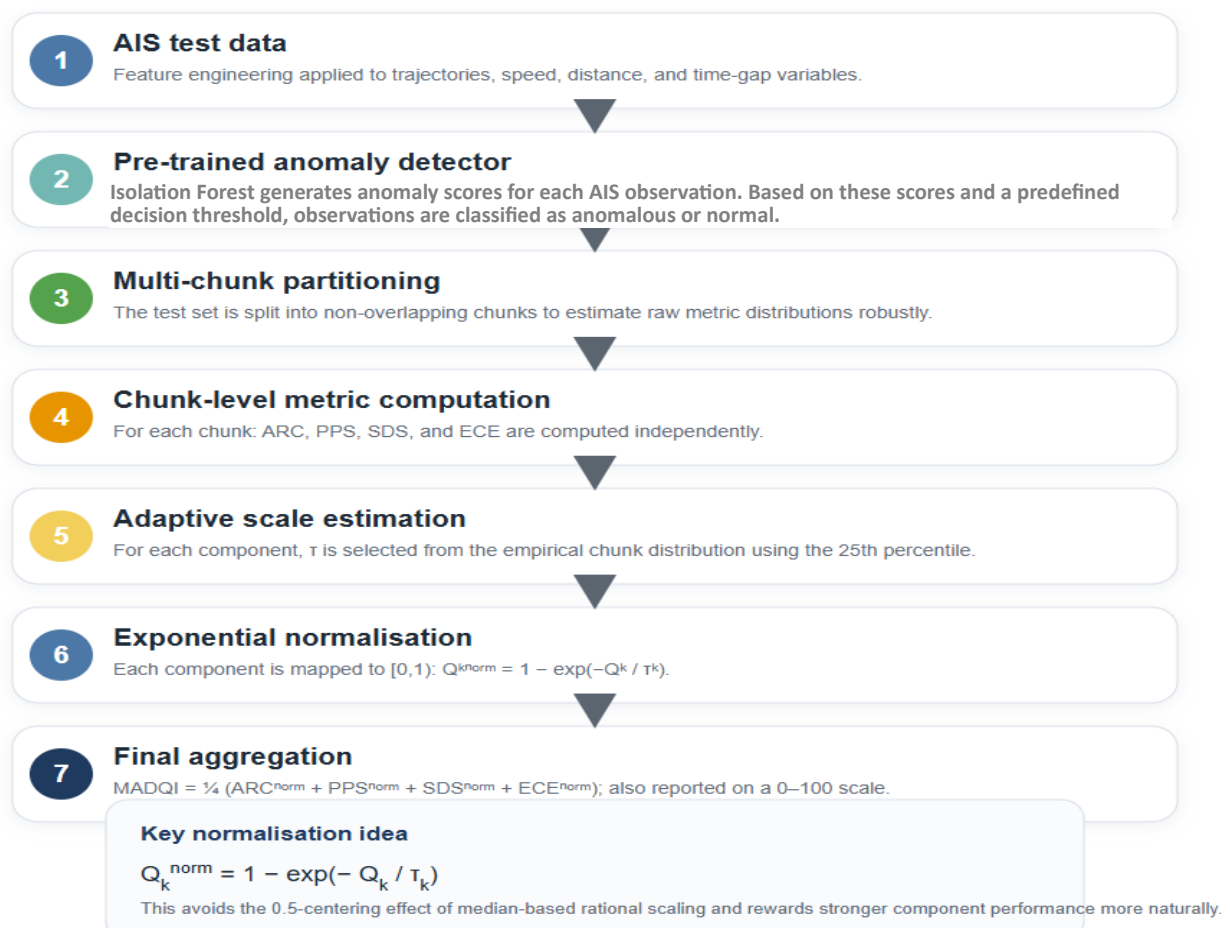 1
AIS test data
Feature engineering applied to trajectories, speed, distance, and time-gap variables.
2
Pre-trained anomaly detector
Isolation Forest generates anomaly scores for each AIS observation. Based on these scores and a predefined
decision threshold, observations are classified as anomalous or normal.
3
Multi-chunk partitioning
The test set is split into non-overlapping chunks to estimate raw metric distributions robustly.
4
Chunk-level metric computation
For each chunk: ARC, PPS, SDS, and ECE are computed independently.
5
Adaptive scale estimation
For each component, τ is selected from the empirical chunk distribution using the 25th percentile.
6
Exponential normalisation
Each component is mapped to [0,1): Qᵏⁿᵒʳᵐ = 1 − exp(−Qᵏ / τᵏ).
7
Final aggregation
MADQI = ¼ (ARCⁿᵒʳᵐ + PPSⁿᵒʳᵐ + SDSⁿᵒʳᵐ + ECEⁿᵒʳᵐ); also reported on a 0–100 scale.
Key normalisation idea
Qₖⁿᵒʳᵐ = 1 − exp(− Qₖ / τₖ)
This avoids the 0.5-centering effect of median-based rational scaling and rewards stronger component performance more naturally.